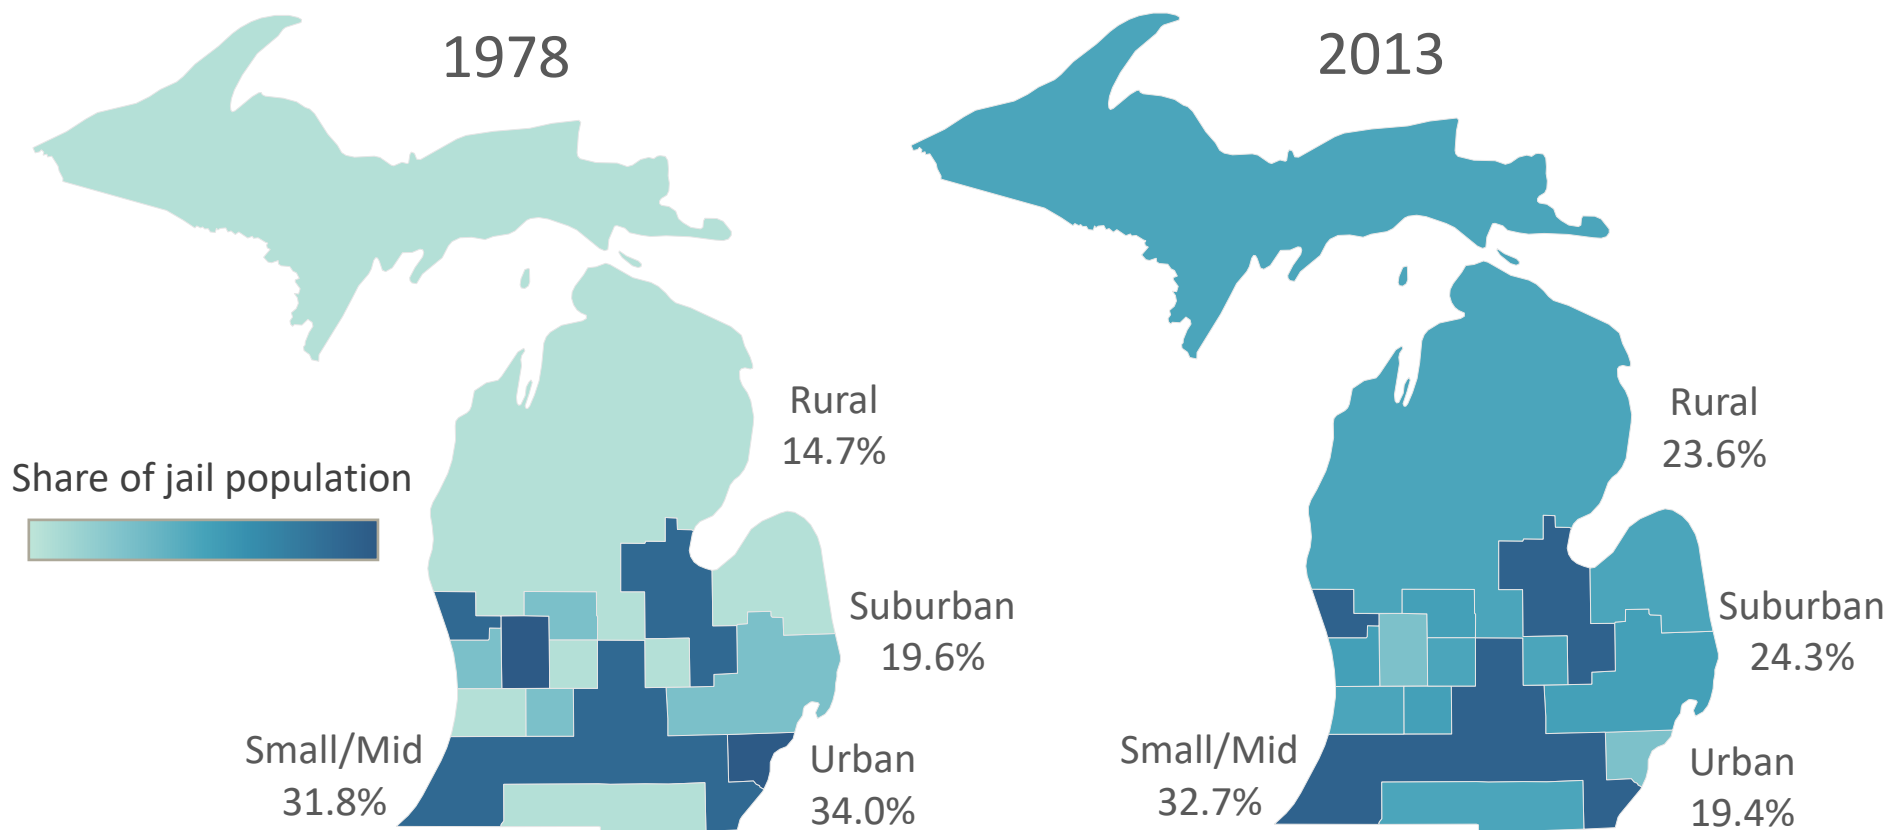 1978
2013
Rural
14.7%
Rural
23.6%
Share of jail population
Suburban
19.6%
Suburban
24.3%
Small/Mid
31.8%
Urban
34.0%
Small/Mid
32.7%
Urban
19.4%